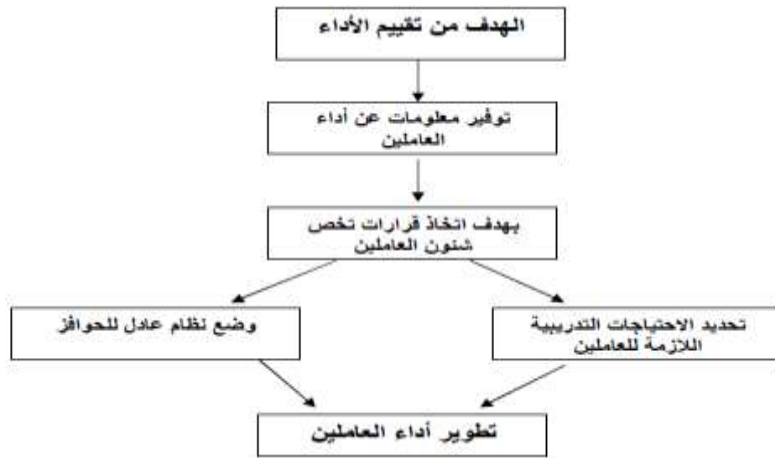 الهدف من تقييم الأداء
توفير معلومات عن أداء
العاملين
بهدف اتخاذ قرارات تخص
شئون العاملين
تحديد الاحتياجات التدريبية
اللازمة للعاملين
وضع نظام عادل للحوافز
تطوير أداء العاملين